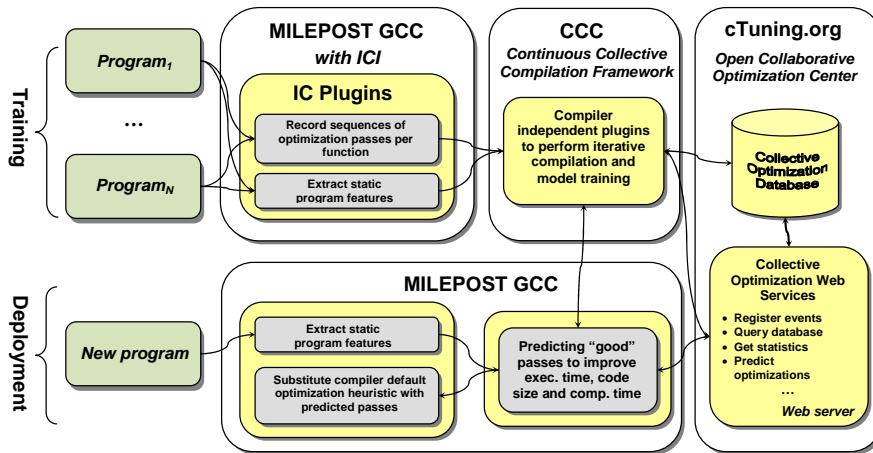 MILEPOST GCC
with ICI
CCC
Continuous Collective
Compilation Framework
cTuning.org
Open Collaborative
Optimization Center
Training
Program1
...
ProgramN
IC Plugins
Record sequences of
optimization passes per
function
Extract static
program features
Compiler
independent plugins
to perform iterative
compilation and
model training
Collective
Optimization
Database
Deployment
New program
MILEPOST GCC
Extract static
program features
Substitute compiler default
optimization heuristic with
predicted passes
Predicting “good”
passes to improve
exec. time, code
size and comp. time
Collective
Optimization Web
Services
• Register events
• Query database
• Get statistics
• Predict
optimizations
...
Web server